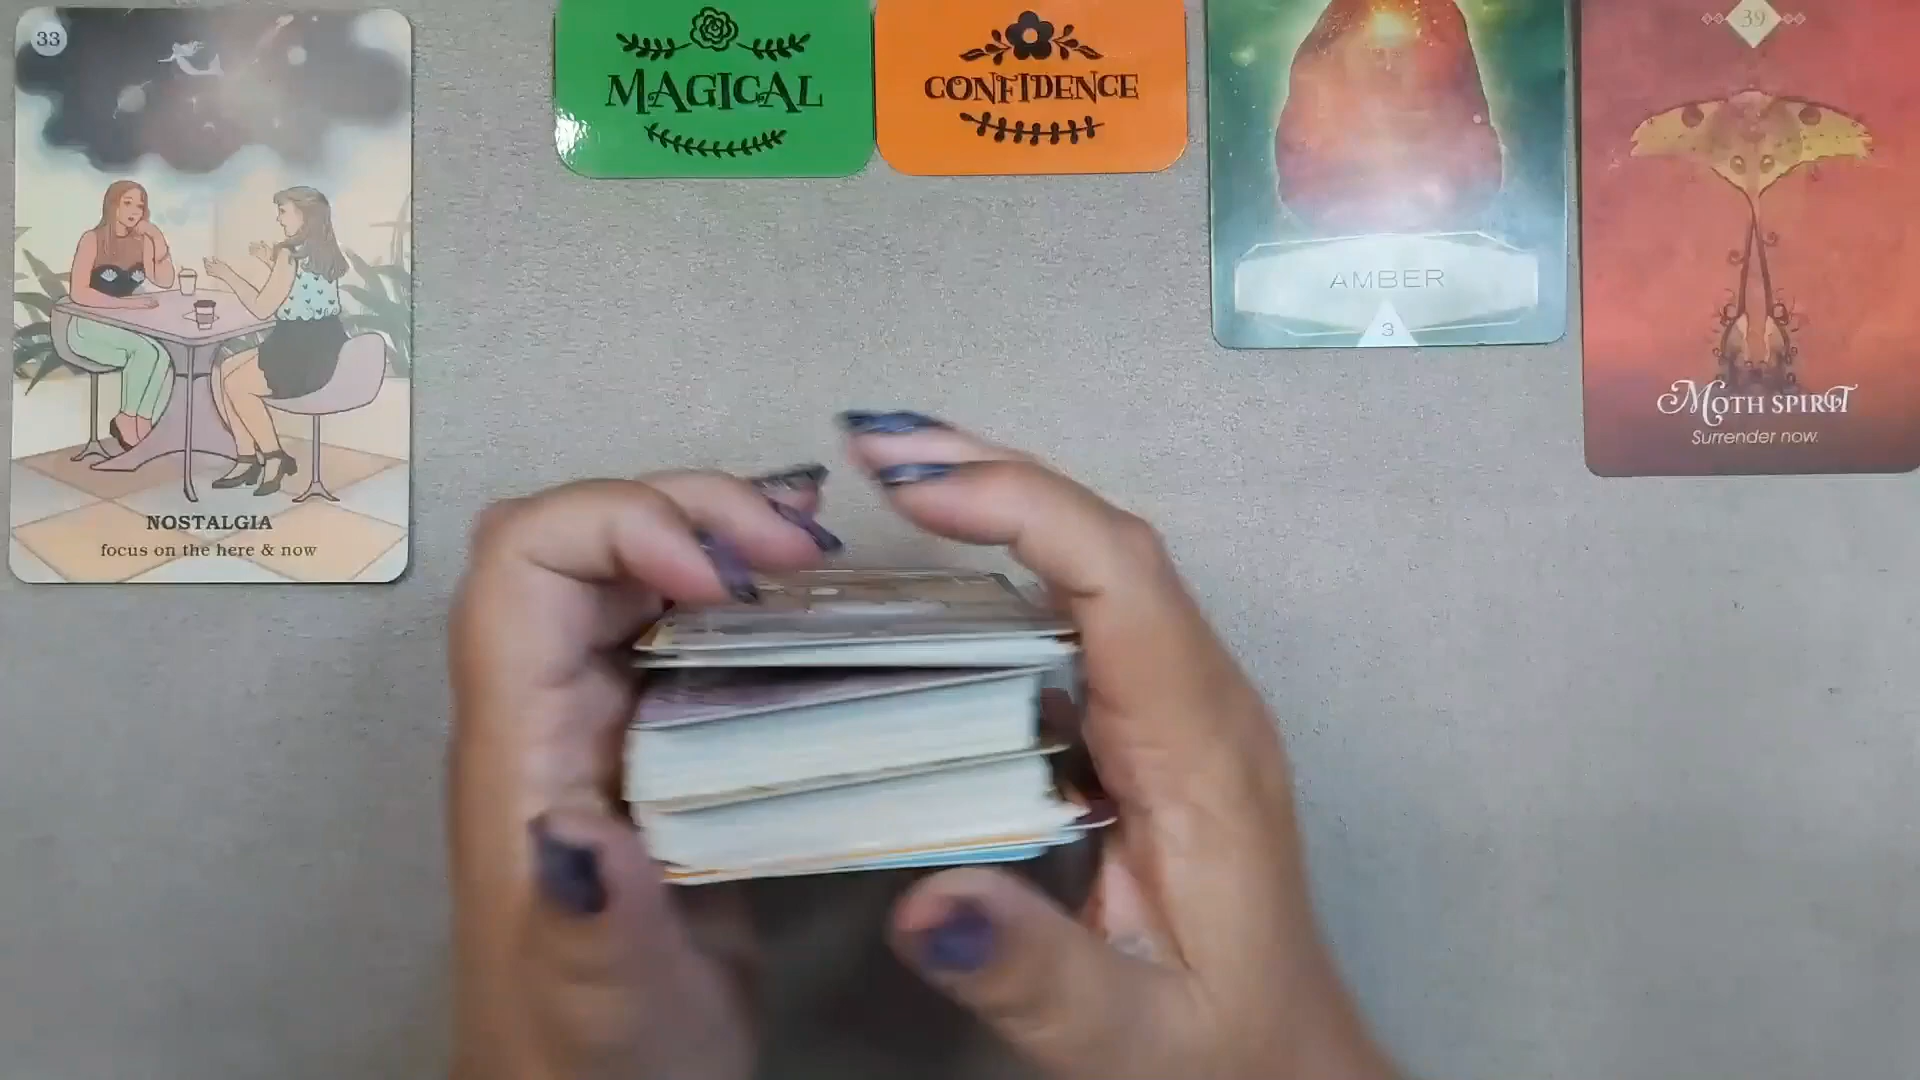 33
NOSTALGIA
focus on the here & now
MAGICAL
CONFIDENCE
AMBER
3
39
MOTH SPIRIT
Surrender now.